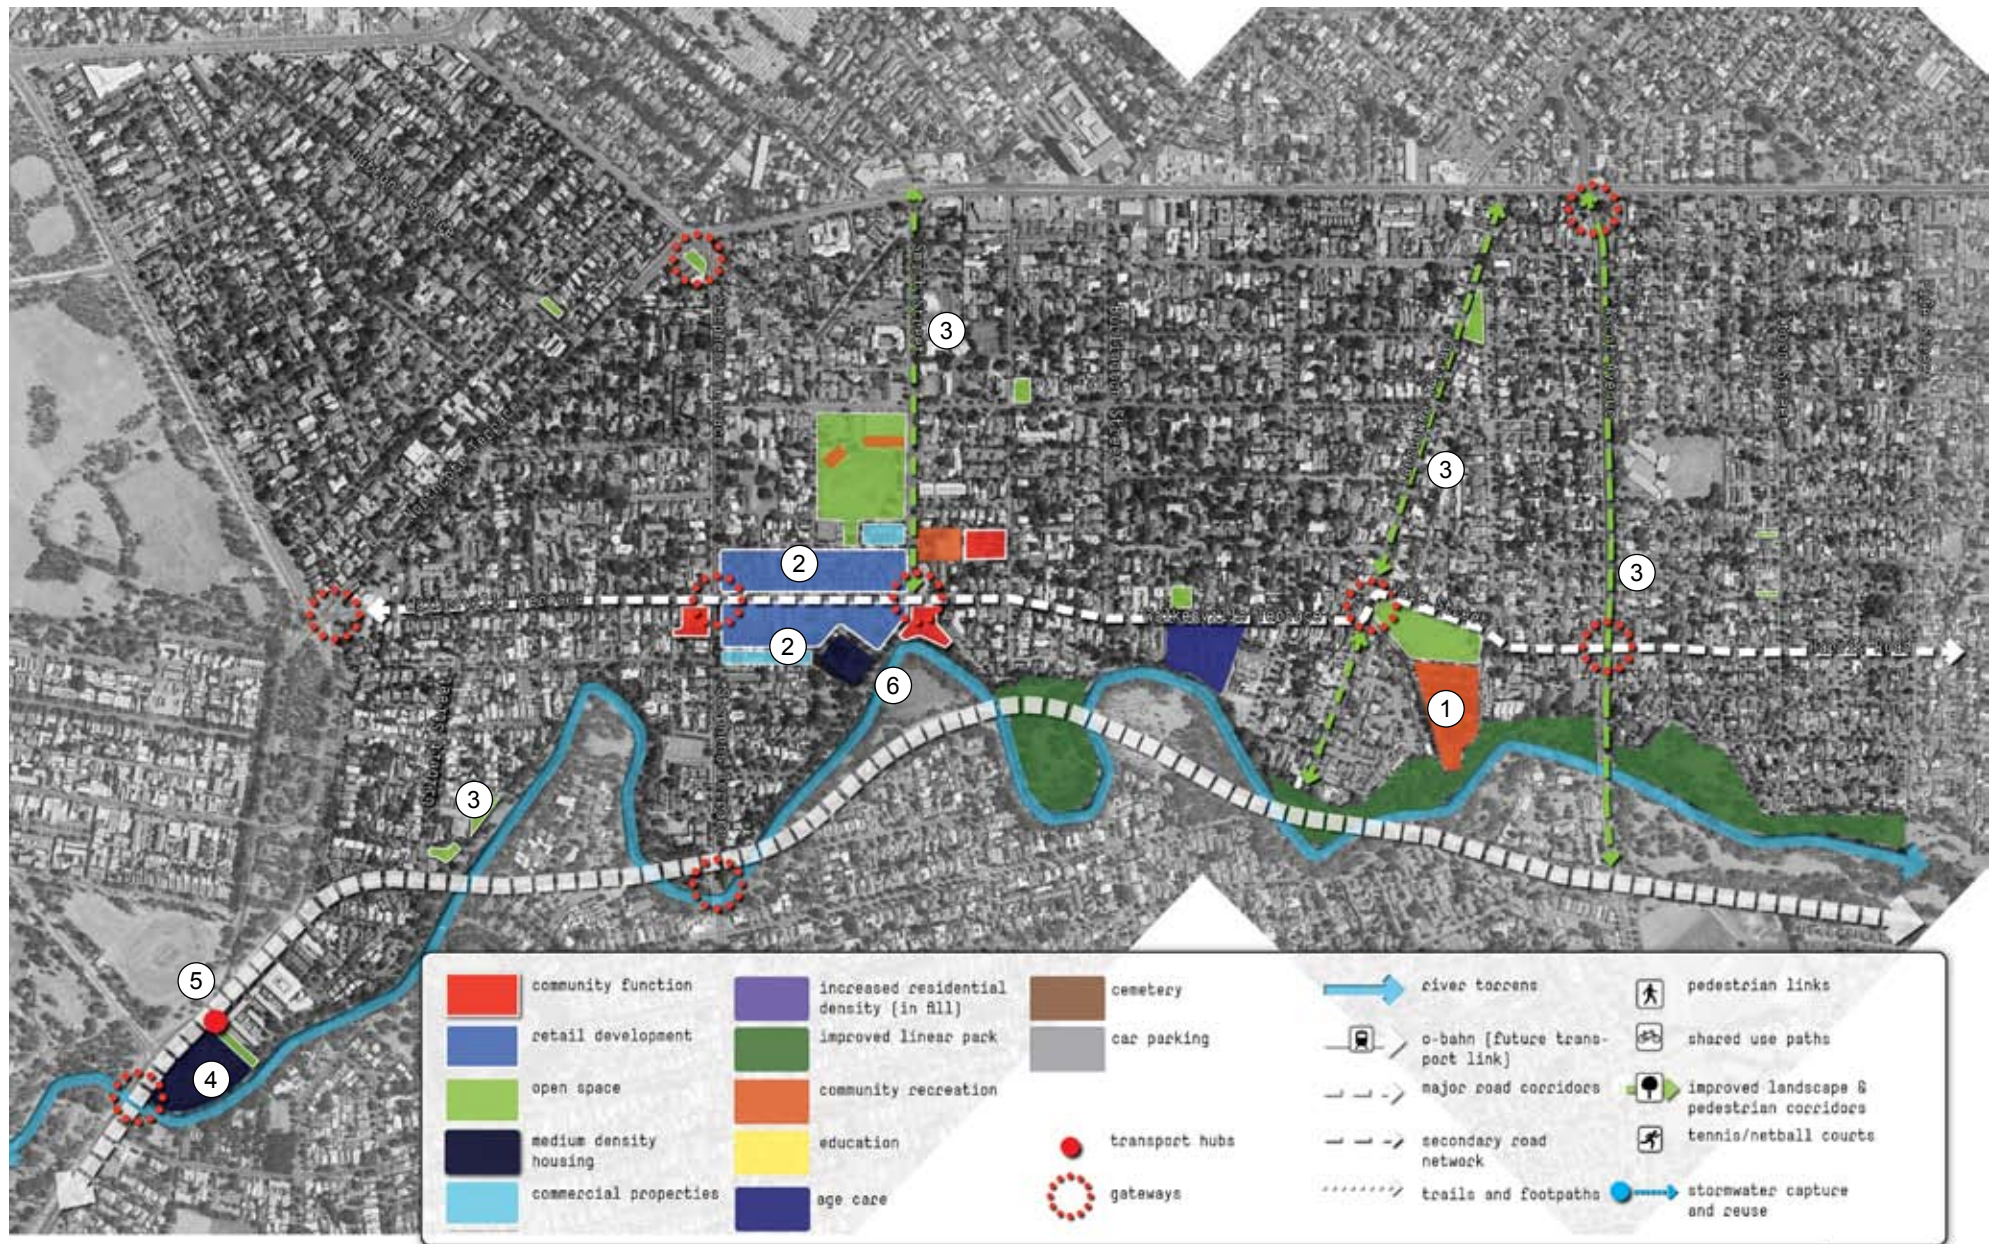 3
3
3
2
2
3
6
1
3
5
4
community function
retail development
open space
medium density
housing
commercial properties
increased residential
density (in fill)
improved linear park
community recreation
education
age care
cemetery
car parking
transport hubs
gateways
river torrens
o-bahn (future trans-
port link)
major road corridors
secondary road
network
trails and footpaths
pedestrian links
shared use paths
improved landscape &
pedestrian corridors
tennis/netball courts
stormwater capture
and reuse